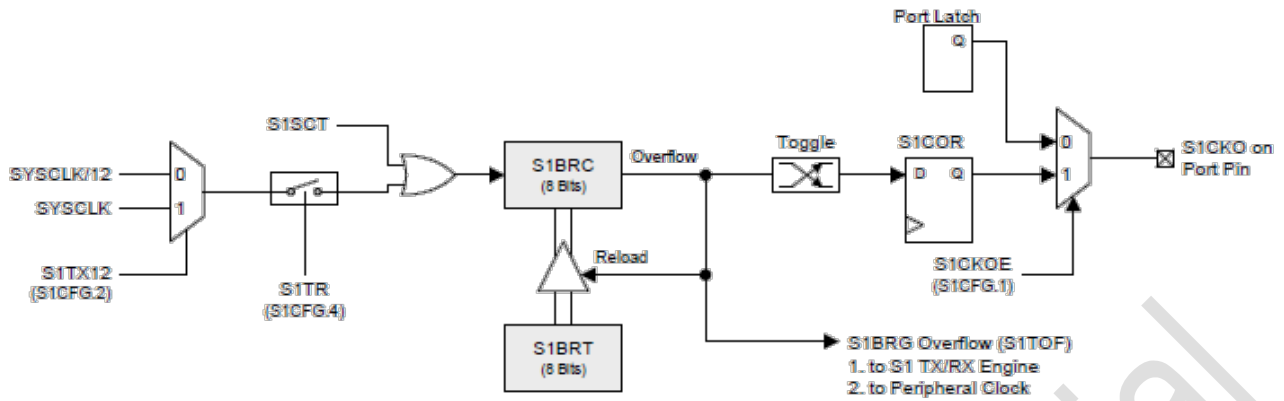 Port Latch
Q
S1SCT
Toggle
S1COR
0
S1CKO on
Port Pin
SYSCLK/12
0
S1BRC
(8 Bits)
Overflow
D
Q
1
SYSCLK
1
Reload
S1TX12
(S1CFG.2)
S1TR
(S1CFG.4)
S1CKOE
(S1CFG.1)
S1BRT
(8 Bits)
S1BRG Overflow (S1TOF)
1. to S1 TX/RX Engine
2. to Peripheral Clock